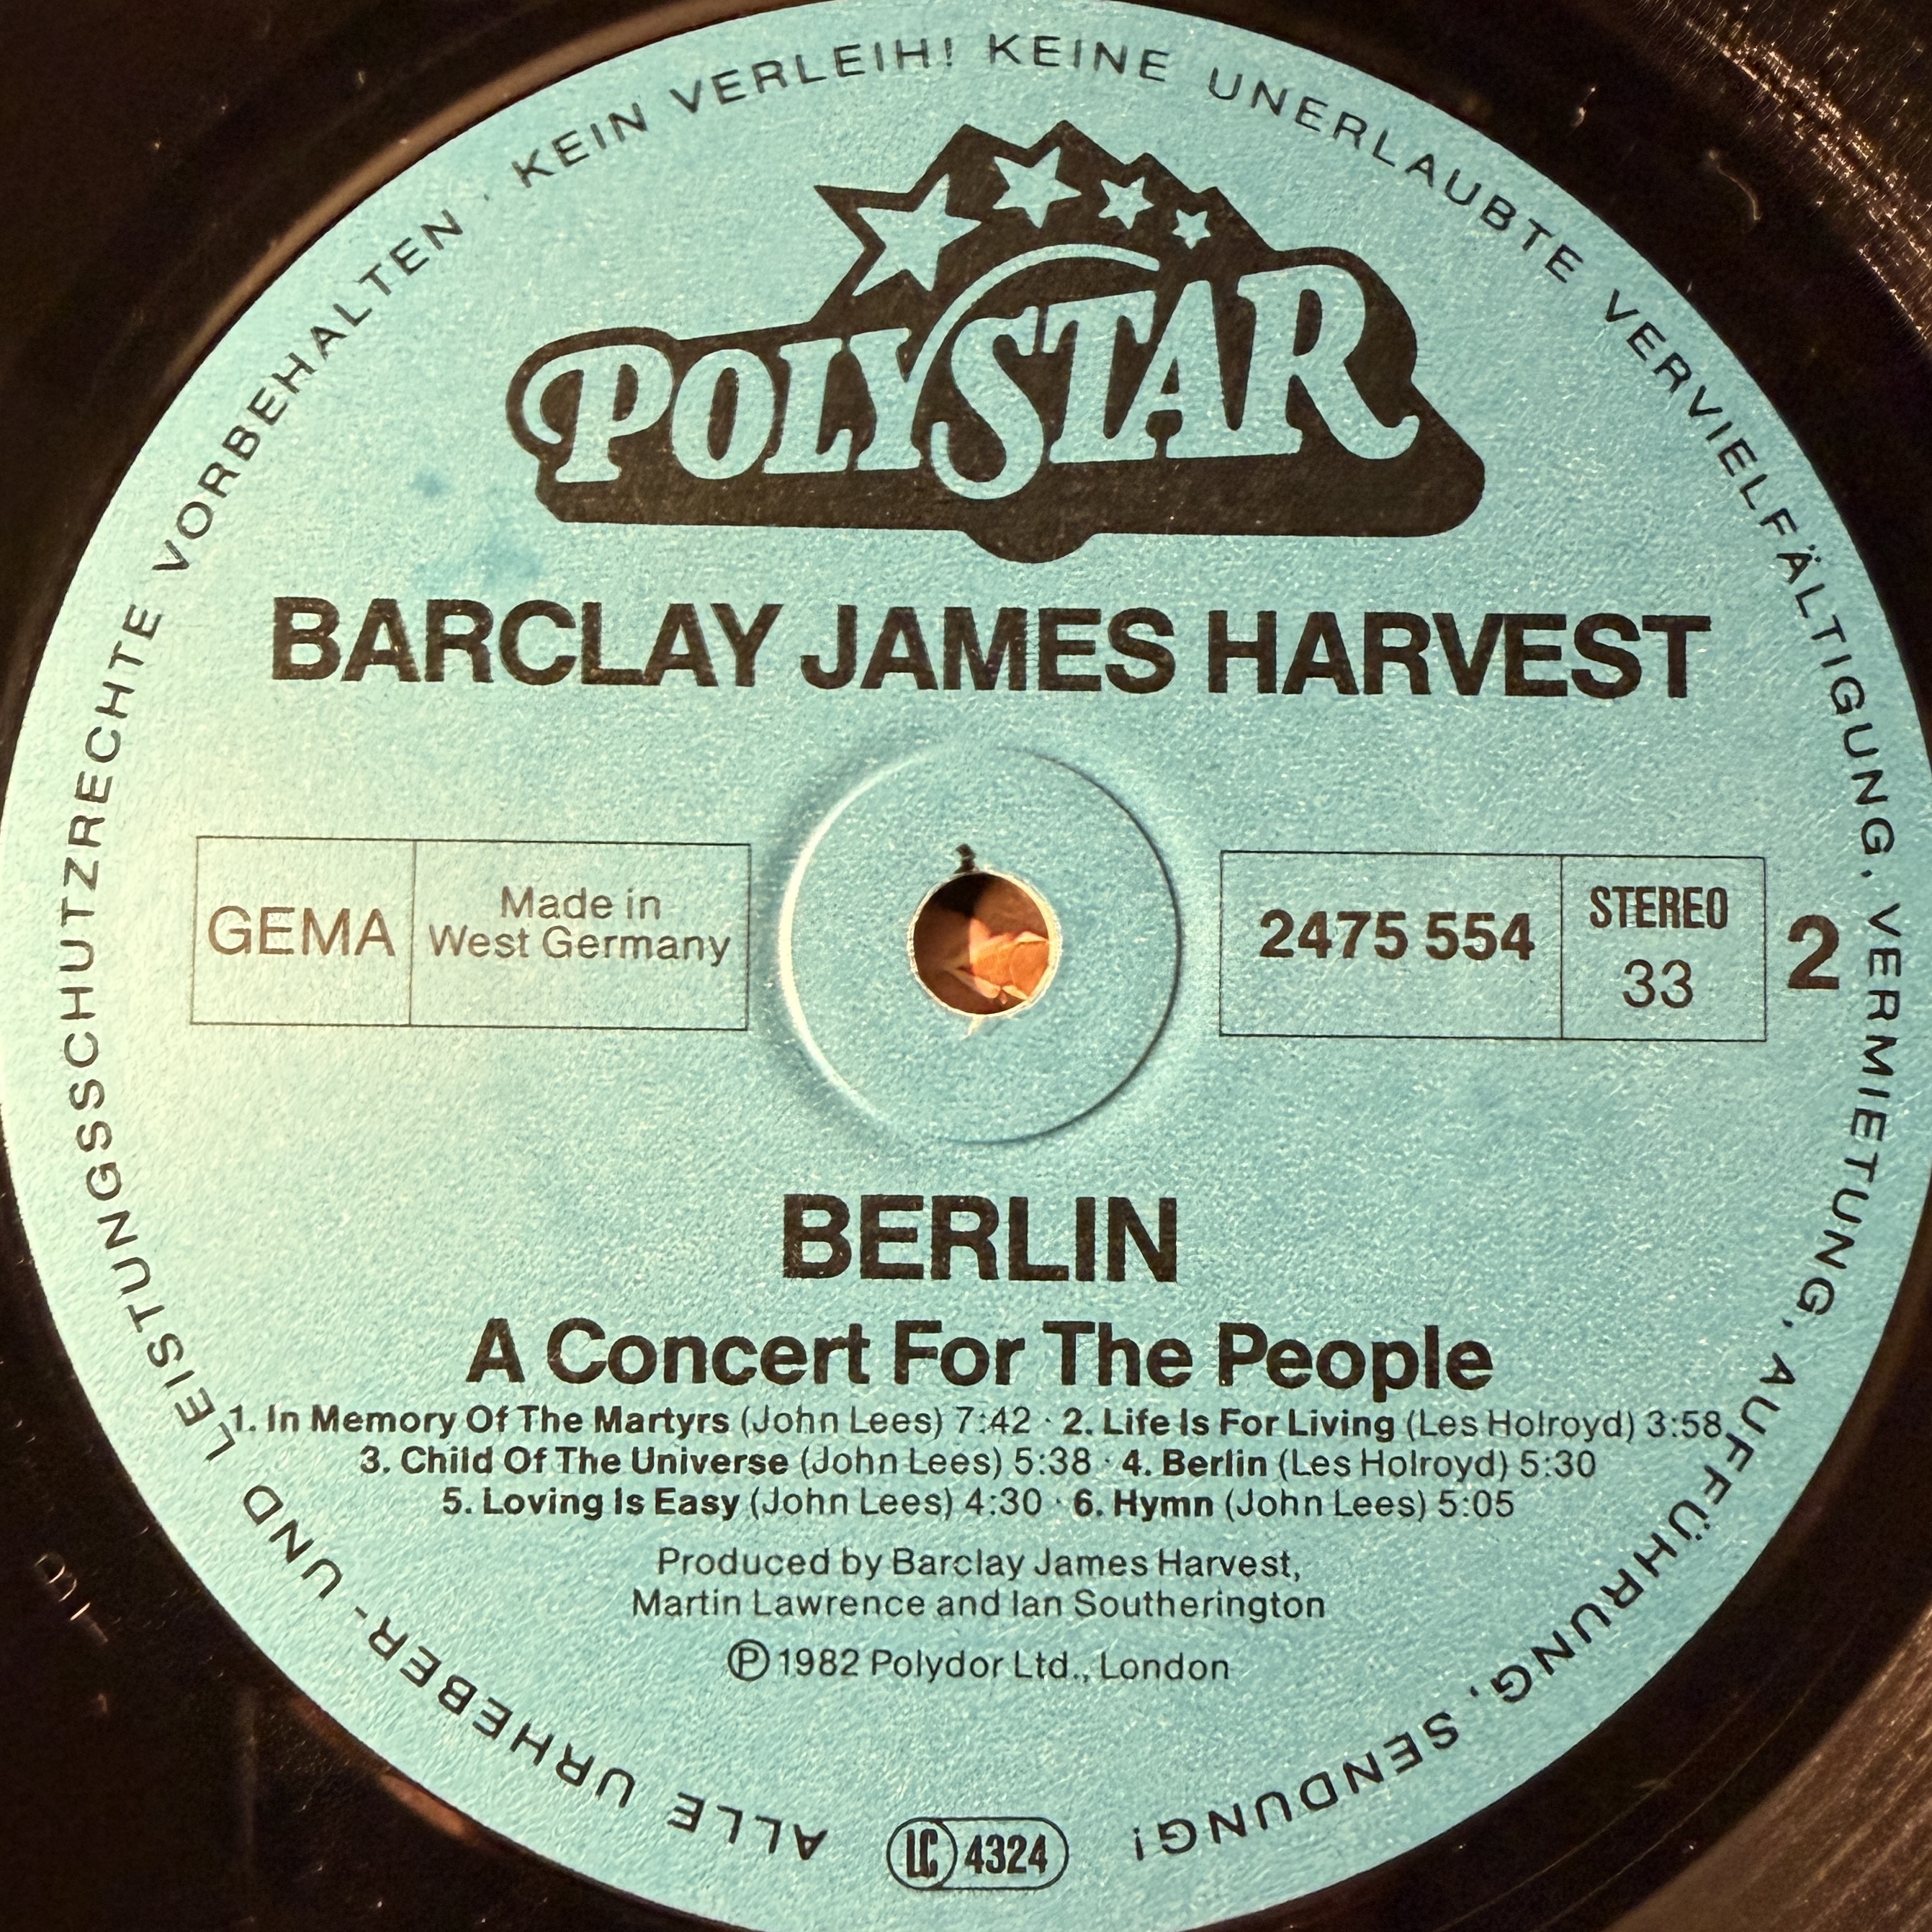 ALLE URHEBER- UND LEISTUNGSSCHUTZRECHTE VORBEHALTEN · KEIN VERLEIH! KEINE UNERLAUBTE VERVIELFÄLTIGUNG, VERMIETUNG, AUFFÜHRUNG, SENDUNG!
POLYSTAR
BARCLAY JAMES HARVEST
GEMA
Made in
West Germany
2475 554
STEREO
33
2
BERLIN
A Concert For The People
1. In Memory Of The Martyrs (John Lees) 7:42 · 2. Life Is For Living (Les Holroyd) 3:58
3. Child Of The Universe (John Lees) 5:38 · 4. Berlin (Les Holroyd) 5:30
5. Loving Is Easy (John Lees) 4:30 · 6. Hymn (John Lees) 5:05
Produced by Barclay James Harvest,
Martin Lawrence and Ian Southerington
℗ 1982 Polydor Ltd., London
LC 4324